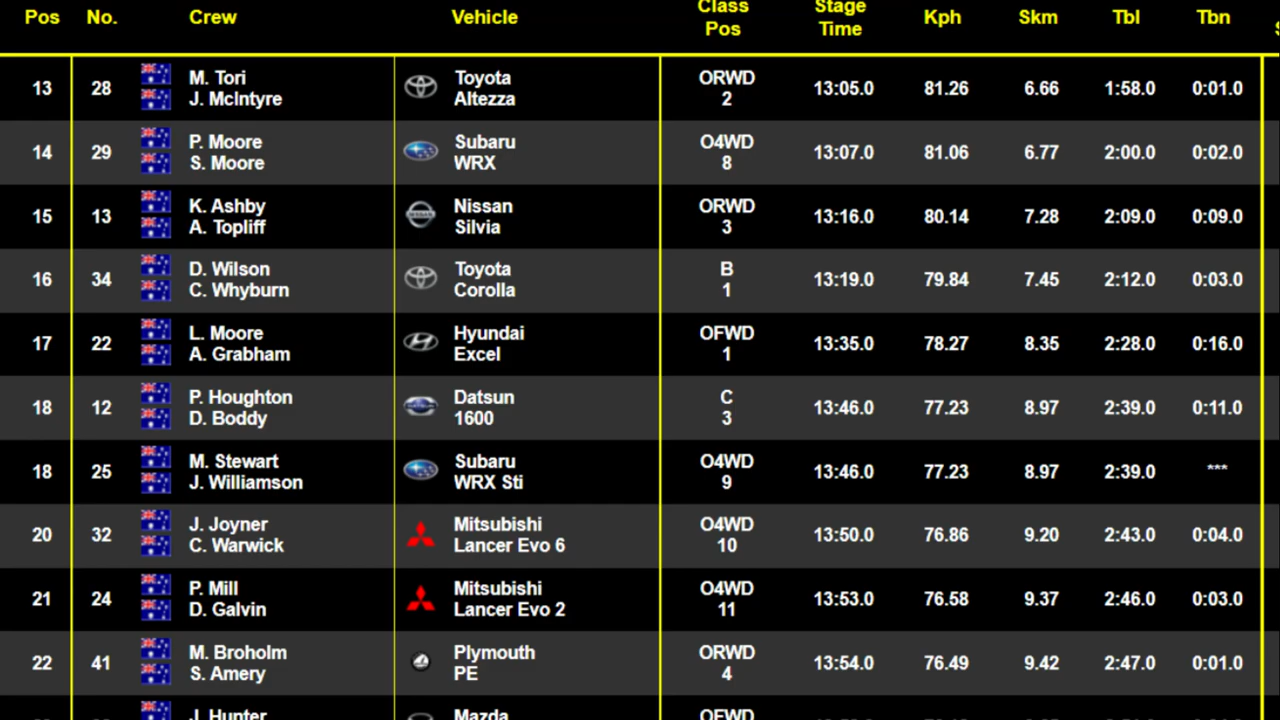 Pos No. Crew Vehicle Class Pos Stage Time Kph Skm Tbl Tbn
13 28 M. Tori Toyota ORWD 13:05.0 81.26 6.66 1:58.0 0:01.0
J. McIntyre Altezza 2
14 29 P. Moore Subaru O4WD 13:07.0 81.06 6.77 2:00.0 0:02.0
S. Moore WRX 8
15 13 K. Ashby Nissan ORWD 13:16.0 80.14 7.28 2:09.0 0:09.0
A. Topliff Silvia 3
16 34 D. Wilson Toyota B 13:19.0 79.84 7.45 2:12.0 0:03.0
C. Whyburn Corolla 1
17 22 L. Moore Hyundai OFWD 13:35.0 78.27 8.35 2:28.0 0:16.0
A. Grabham Excel 1
18 12 P. Houghton Datsun C 13:46.0 77.23 8.97 2:39.0 0:11.0
D. Boddy 1600 3
18 25 M. Stewart Subaru O4WD 13:46.0 77.23 8.97 2:39.0 ***
J. Williamson WRX Sti 9
20 32 J. Joyner Mitsubishi O4WD 13:50.0 76.86 9.20 2:43.0 0:04.0
C. Warwick Lancer Evo 6 10
21 24 P. Mill Mitsubishi O4WD 13:53.0 76.58 9.37 2:46.0 0:03.0
D. Galvin Lancer Evo 2 11
22 41 M. Broholm Plymouth ORWD 13:54.0 76.49 9.42 2:47.0 0:01.0
S. Amery PE 4
J. Hunter Mazda OFWD